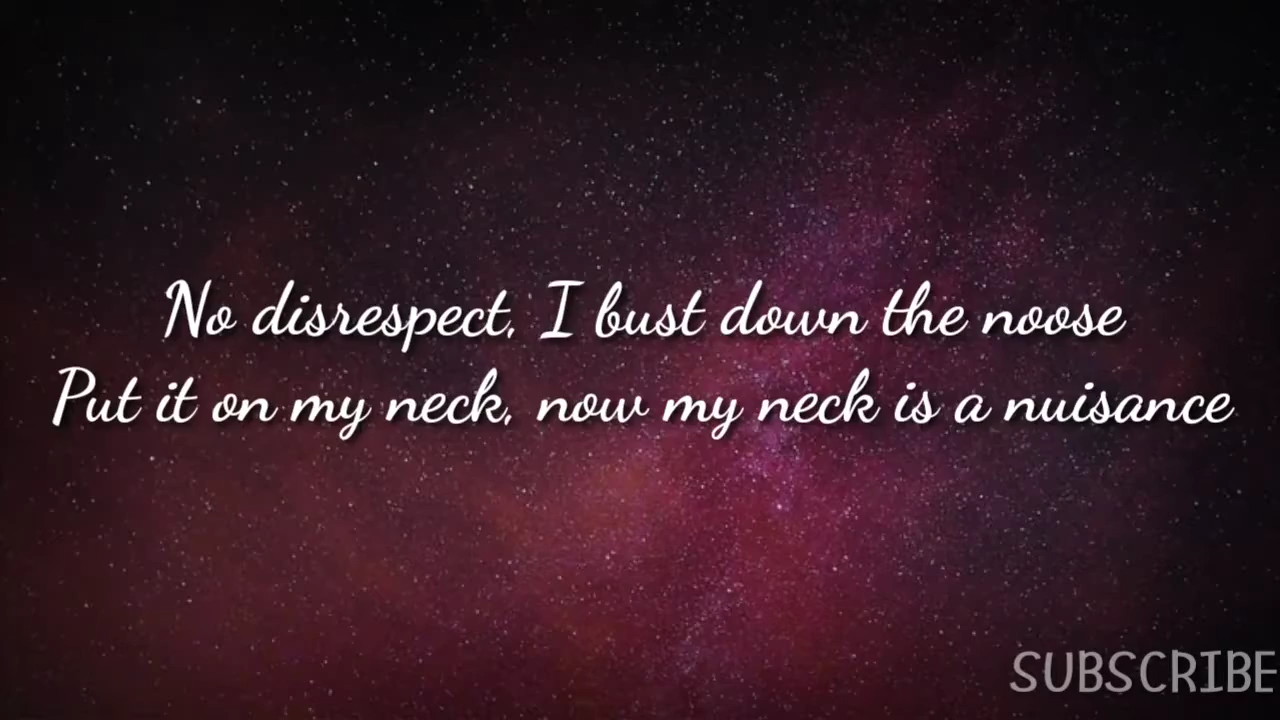 No disrespect, I bust down the noose
Put it on my neck, now my neck is a nuisance
SUBSCRIBE